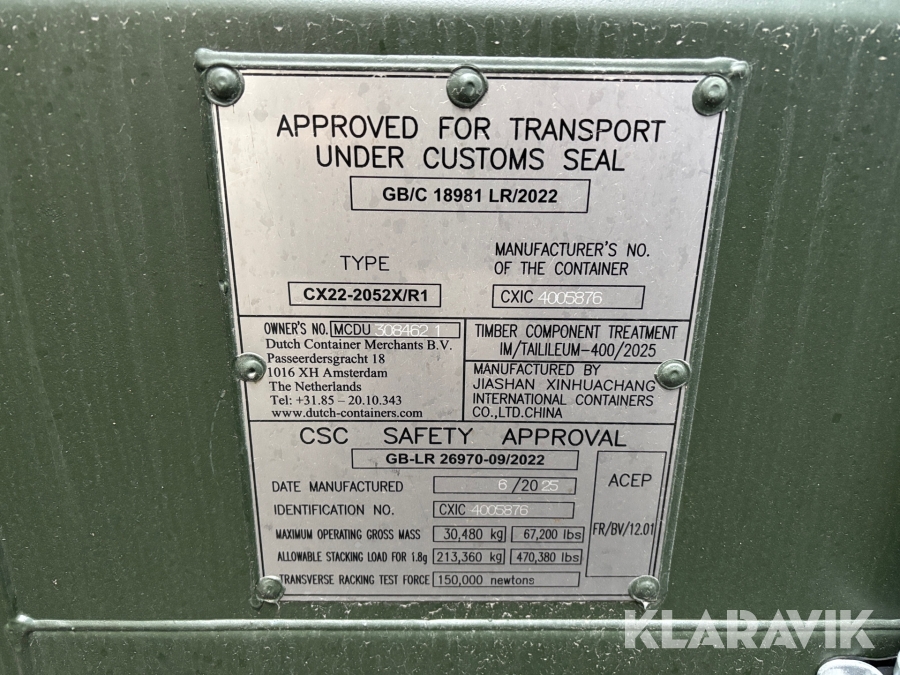 APPROVED FOR TRANSPORT
UNDER CUSTOMS SEAL
GB/C 18981 LR/2022
TYPE
CX22-2052X/R1
MANUFACTURER'S NO.
OF THE CONTAINER
CXIC 4005876
OWNER'S NO. MCDU 308462 1
Dutch Container Merchants B.V.
Passeerdersgracht 18
1016 XH Amsterdam
The Netherlands
Tel: +31.85 – 20.10.343
www.dutch-containers.com
TIMBER COMPONENT TREATMENT
IM/TAILILEUM-400/2025
MANUFACTURED BY
JIASHAN XINHUACHANG
INTERNATIONAL CONTAINERS
CO.,LTD.CHINA
CSC SAFETY APPROVAL
GB-LR 26970-09/2022
DATE MANUFACTURED 6 /20 25
IDENTIFICATION NO. CXIC 4005876
MAXIMUM OPERATING GROSS MASS 30,480 kg 67,200 lbs
ALLOWABLE STACKING LOAD FOR 1.8g 213,360 kg 470,380 lbs
TRANSVERSE RACKING TEST FORCE 150,000 newtons
ACEP
FR/BV/12.01
KLARAVIK